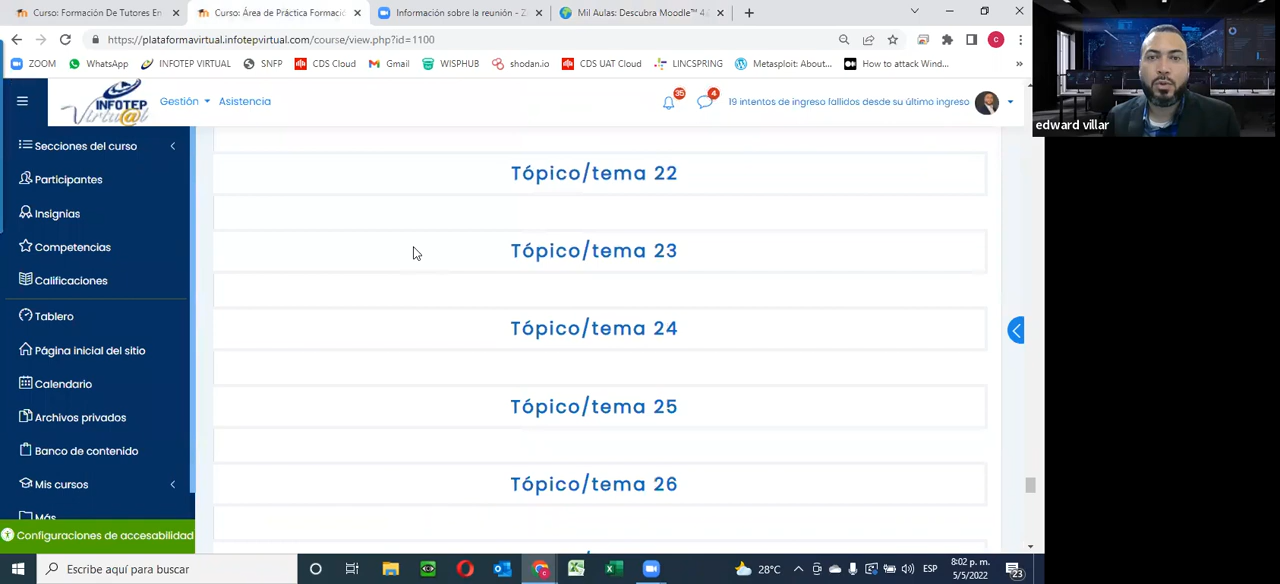 Curso: Formación De Tutores En
Curso: Área de Práctica Formació
Información sobre la reunión - Z
Mil Aulas: Descubra Moodle™ 4
https://plataformavirtual.infotepvirtual.com/course/view.php?id=1100
ZOOM
WhatsApp
INFOTEP VIRTUAL
SNFP
CDS Cloud
Gmail
WISPHUB
shodan.io
CDS UAT Cloud
LINCSPRING
Metasploit: About...
How to attack Wind...
»
INFOTEP
Virtu@l
Gestión
Asistencia
35
4
19 intentos de ingreso fallidos desde su último ingreso
edward villar
Secciones del curso
Participantes
Insignias
Competencias
Calificaciones
Tablero
Página inicial del sitio
Calendario
Archivos privados
Banco de contenido
Mis cursos
Más
Configuraciones de accesabilidad
Tópico/tema 22
Tópico/tema 23
Tópico/tema 24
Tópico/tema 25
Tópico/tema 26
Escribe aquí para buscar
28°C
ESP
8:02 p. m.
5/5/2022
23